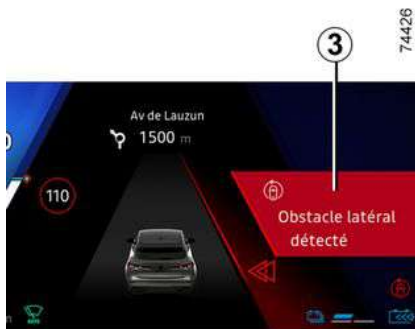 74426
3
Av de Lauzun
1500 m
110
Obstacle latéral
détecté